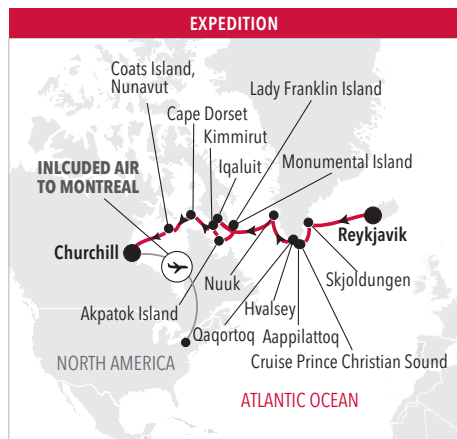 EXPEDITION
Coats Island,
Nunavut
Lady Franklin Island
Cape Dorset
Kimmirut
Iqaluit
Monumental Island
INLCUDED AIR
TO MONTREAL
Churchill
Reykjavik
Nuuk
Skjoldungen
Akpatok Island
Hvalsey
Qaqortoq
Aappilattoq
Cruise Prince Christian Sound
NORTH AMERICA
ATLANTIC OCEAN